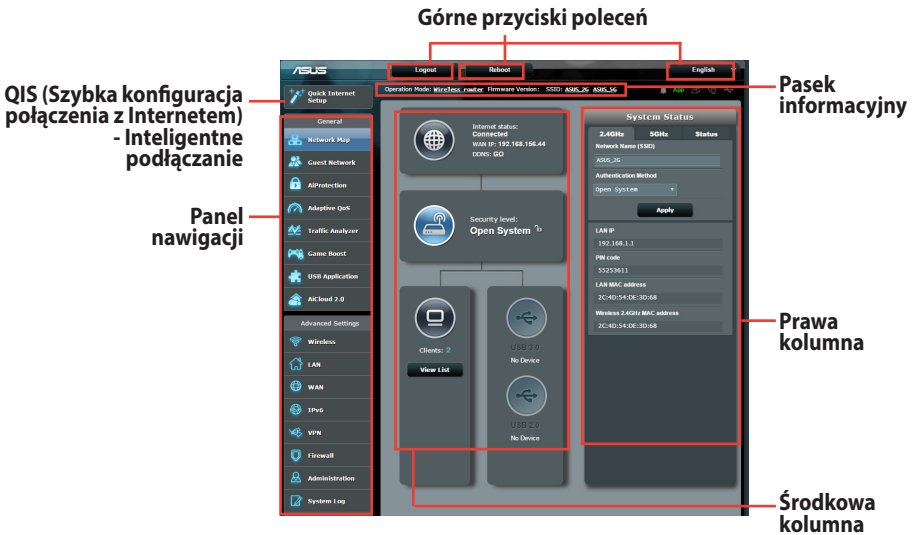 Górne przyciski poleceń
ASUS
Logout
Reboot
English
QIS (Szybka konfiguracja
połączenia z Internetem)
- Inteligentne
podłączanie
Quick Internet
Setup
Operation Mode: Wireless router Firmware Version: SSID: ASUS_2G ASUS_5G
App
Pasek
informacyjny
Panel
nawigacji
General
Network Map
Guest Network
AiProtection
Adaptive QoS
Traffic Analyzer
Game Boost
USB Application
AiCloud 2.0
Advanced Settings
Wireless
LAN
WAN
IPv6
VPN
Firewall
Administration
System Log
Internet status:
Connected
WAN IP: 192.168.156.44
DDNS: GO
Security level:
Open System
Clients: 2
View List
USB 3.0
No Device
USB 2.0
No Device
System Status
2.4GHz 5GHz Status
Network Name (SSID)
ASUS_2G
Authentication Method
Open System
Apply
LAN IP
192.168.1.1
PIN code
55253611
LAN MAC address
2C:4D:54:DE:3D:68
Wireless 2.4GHz MAC address
2C:4D:54:DE:3D:68
Prawa
kolumna
Środkowa
kolumna